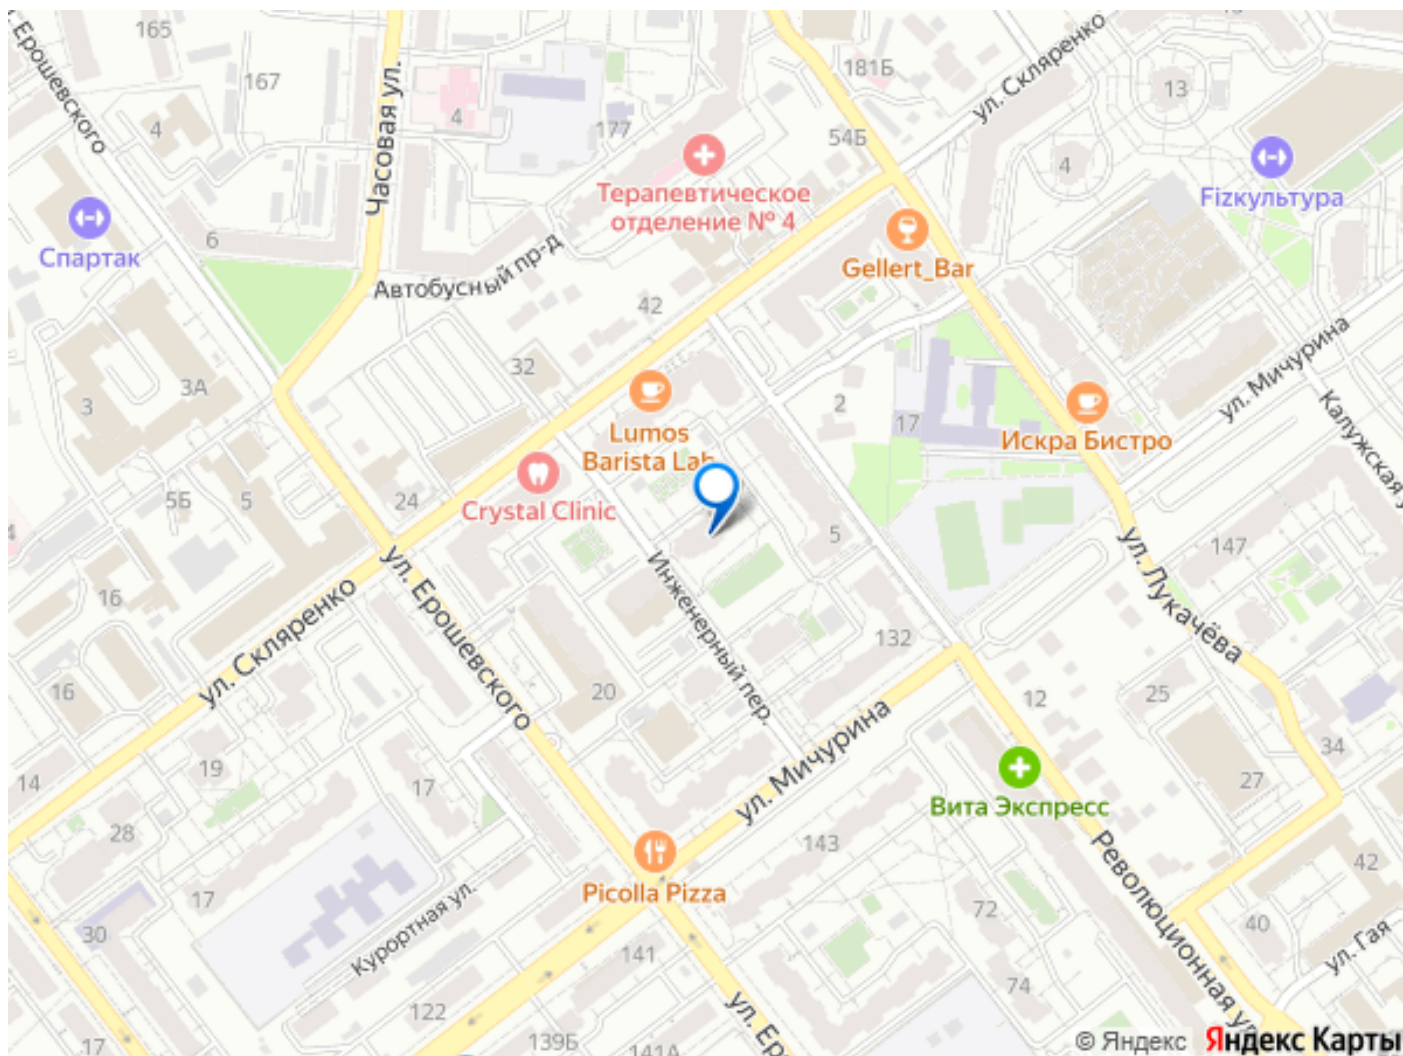 Ерошевского
165
167
4
Часовая ул.
4
177
Терапевтическое
отделение № 4
181Б
54Б
ул. Скляренко
13
4
Fizкультура
Спартак
6
Автобусный пр-д
Gellert_Bar
42
32
3А
3
Lumos
Barista Lab
2
17
Искра Бистро
ул. Мичурина
Калужская у
Crystal Clinic
24
5Б
5
4
5
147
ул. Лукачёва
16
16
ул. Скляренко
ул. Ерошевского
Инженерный пер.
132
20
12
25
34
27
14
19
17
28
17
30
ул. Мичурина
Вита Экспресс
143
Picolla Pizza
Революционная ул.
42
40
ул. Гая
72
74
Курортная ул.
141
122
139Б
141А
17
ул. Ер
© Яндекс
Яндекс Карты